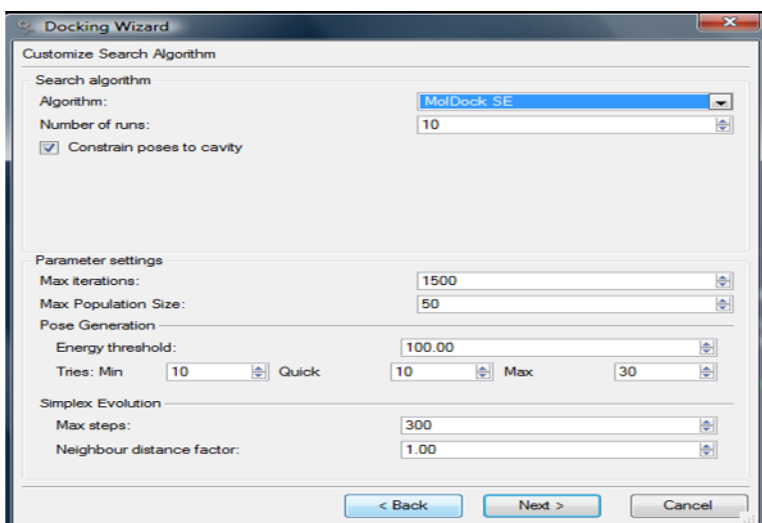 Docking Wizard
Customize Search Algorithm
Search algorithm
Algorithm: MolDock SE
Number of runs: 10
Constrain poses to cavity
Parameter settings
Max iterations: 1500
Max Population Size: 50
Pose Generation
Energy threshold: 100.00
Tries: Min 10 Quick 10 Max 30
Simplex Evolution
Max steps: 300
Neighbour distance factor: 1.00
< Back Next > Cancel